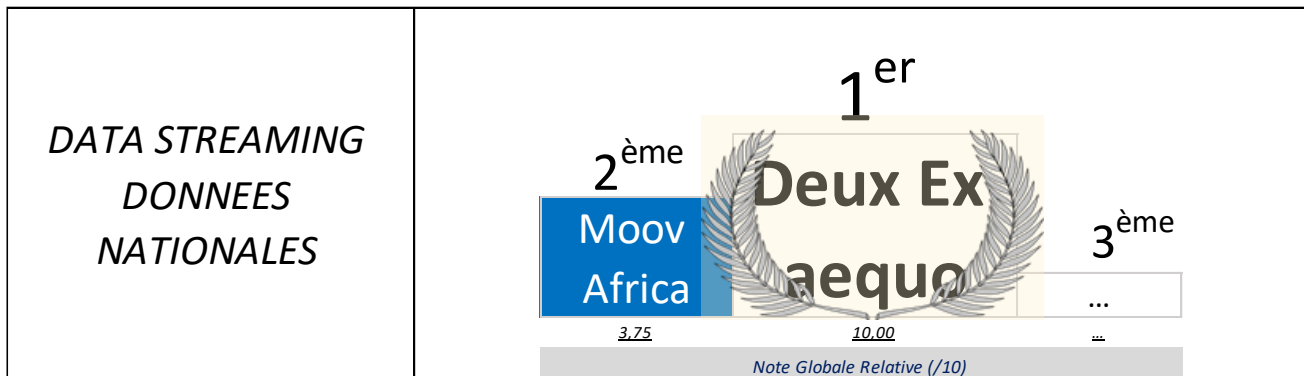 DATA STREAMING
DONNEES
NATIONALES
1er
2ème
Deux Ex
aequo
Moov
Africa
3ème
...
3,75
10,00
...
Note Globale Relative (/10)